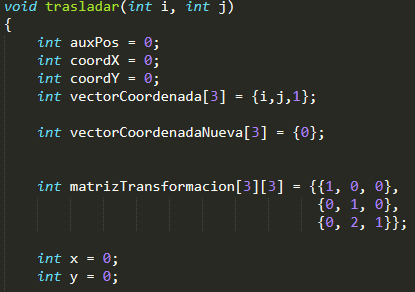 void trasladar(int i, int j)
{
int auxPos = 0;
int coordX = 0;
int coordY = 0;
int vectorCoordenada[3] = {i,j,1};
int vectorCoordenadaNueva[3] = {0};
int matrizTransformacion[3][3] = {{1, 0, 0},
{0, 1, 0},
{0, 2, 1}};
int x = 0;
int y = 0;